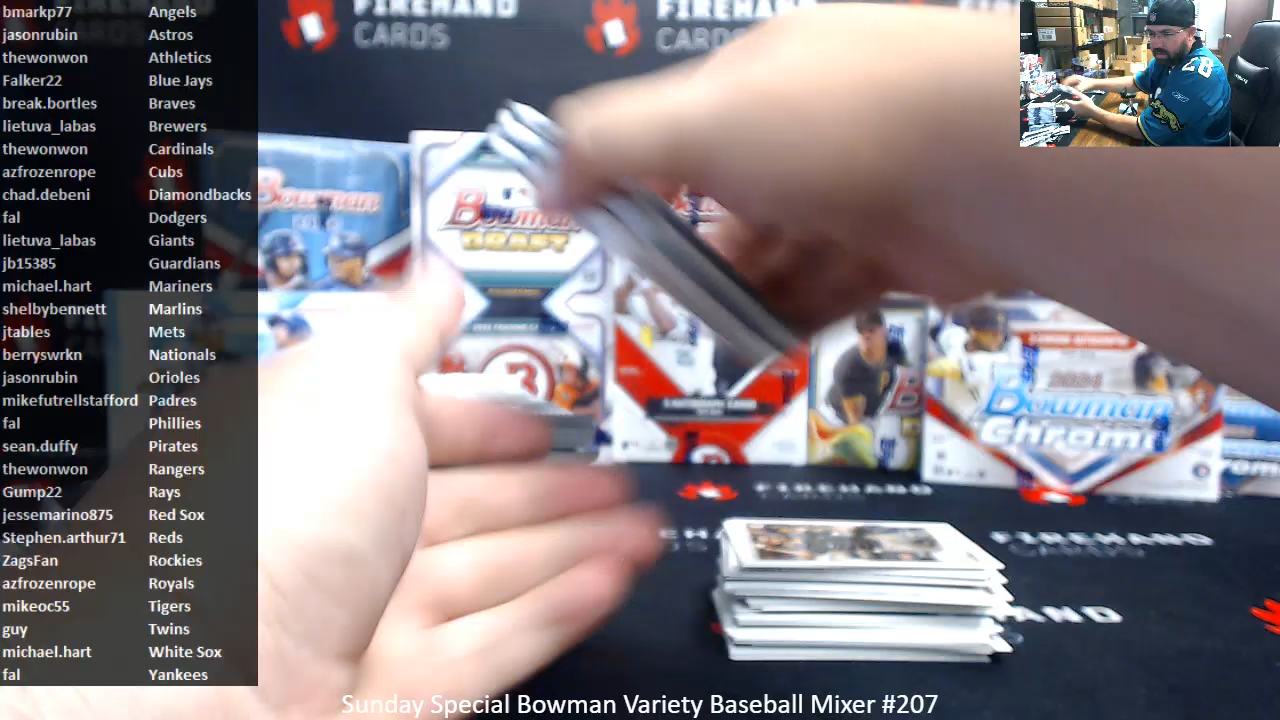 bmarkp77 Angels
jasonrubin Astros
thewonwon Athletics
Falker22 Blue Jays
break.bortles Braves
lietuva_labas Brewers
thewonwon Cardinals
azfrozenrope Cubs
chad.debeni Diamondbacks
fal Dodgers
lietuva_labas Giants
jb15385 Guardians
michael.hart Mariners
shelbybennett Marlins
jtables Mets
berryswrkn Nationals
jasonrubin Orioles
mikefutrellstafford Padres
fal Phillies
sean.duffy Pirates
thewonwon Rangers
Gump22 Rays
jessemarino875 Red Sox
Stephen.arthur71 Reds
ZagsFan Rockies
azfrozenrope Royals
mikeoc55 Tigers
guy Twins
michael.hart White Sox
fal Yankees
FIREHAND
CARDS
FIREHAND
CARDS
28
Bowman
Bowman
DRAFT
2024
Bowman
Chrome
FIREHAND
FIREHAND
CARDS
Sunday Special Bowman Variety Baseball Mixer #207